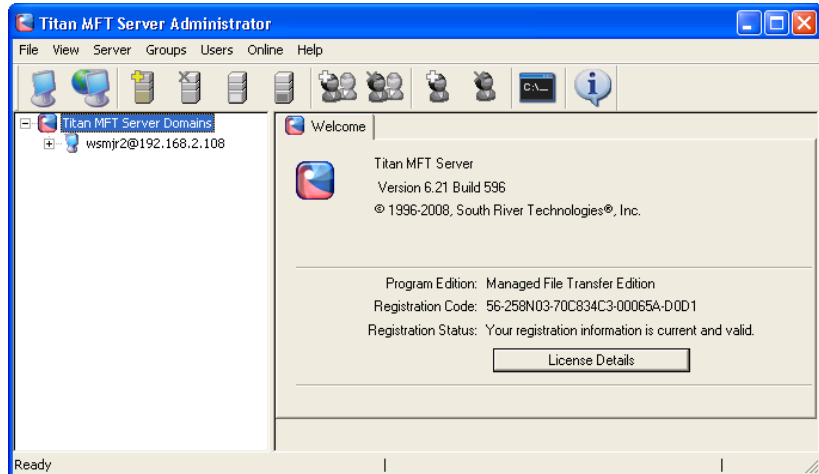 Titan MFT Server Administrator
File View Server Groups Users Online Help
C:\_
Titan MFT Server Domains
wsmjr2@192.168.2.108
Welcome
Titan MFT Server
Version 6.21 Build 596
© 1996-2008, South River Technologies®, Inc.
Program Edition: Managed File Transfer Edition
Registration Code: 56-258N03-70C834C3-00065A-D0D1
Registration Status: Your registration information is current and valid.
License Details
Ready